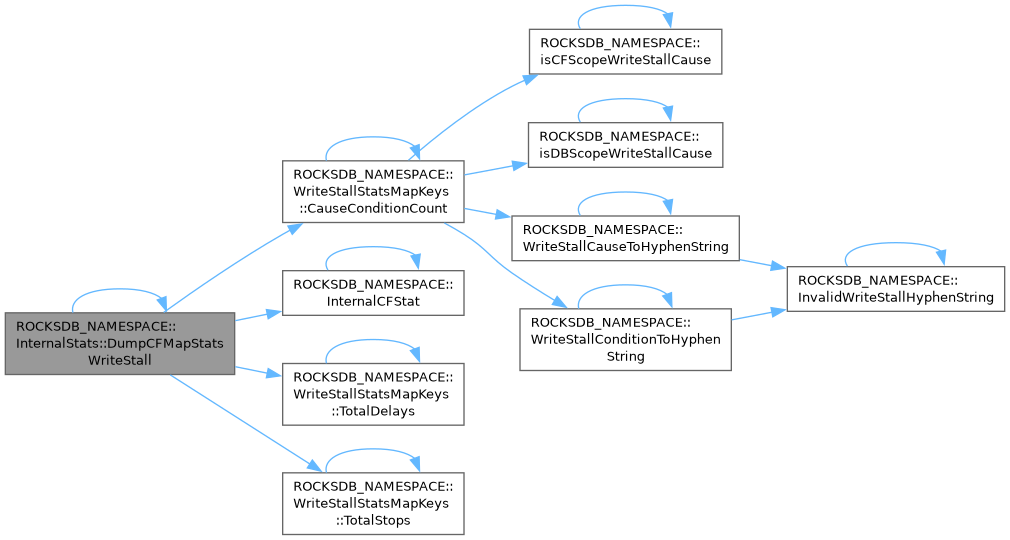 ROCKSDB_NAMESPACE::
isCFScopeWriteStallCause
ROCKSDB_NAMESPACE::
isDBScopeWriteStallCause
ROCKSDB_NAMESPACE::
WriteStallStatsMapKeys
::CauseConditionCount
ROCKSDB_NAMESPACE::
WriteStallCauseToHyphenString
ROCKSDB_NAMESPACE::
InvalidWriteStallHyphenString
ROCKSDB_NAMESPACE::
InternalCFStat
ROCKSDB_NAMESPACE::
WriteStallConditionToHyphen
String
ROCKSDB_NAMESPACE::
InternalStats::DumpCFMapStats
WriteStall
ROCKSDB_NAMESPACE::
WriteStallStatsMapKeys
::TotalDelays
ROCKSDB_NAMESPACE::
WriteStallStatsMapKeys
::TotalStops